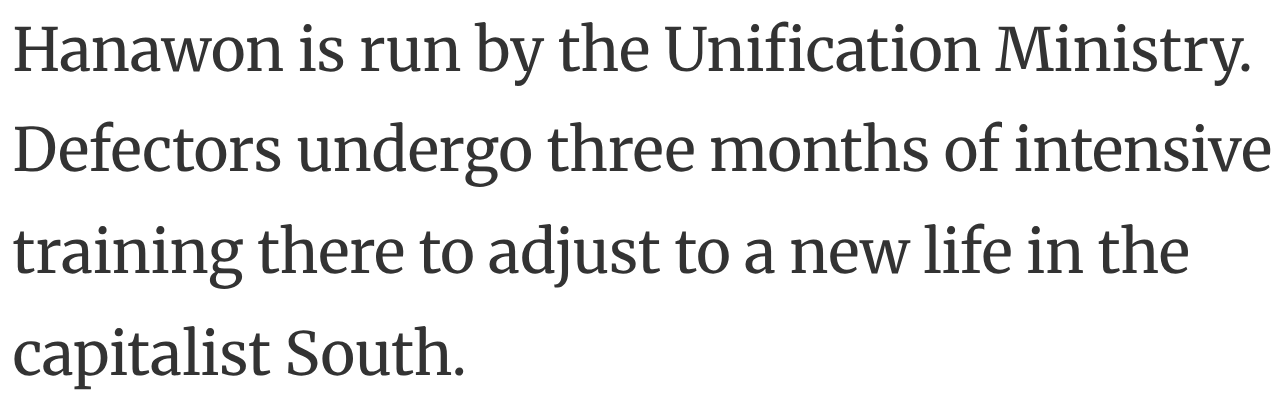 Hanawon is run by the Unification Ministry.
Defectors undergo three months of intensive
training there to adjust to a new life in the
capitalist South.